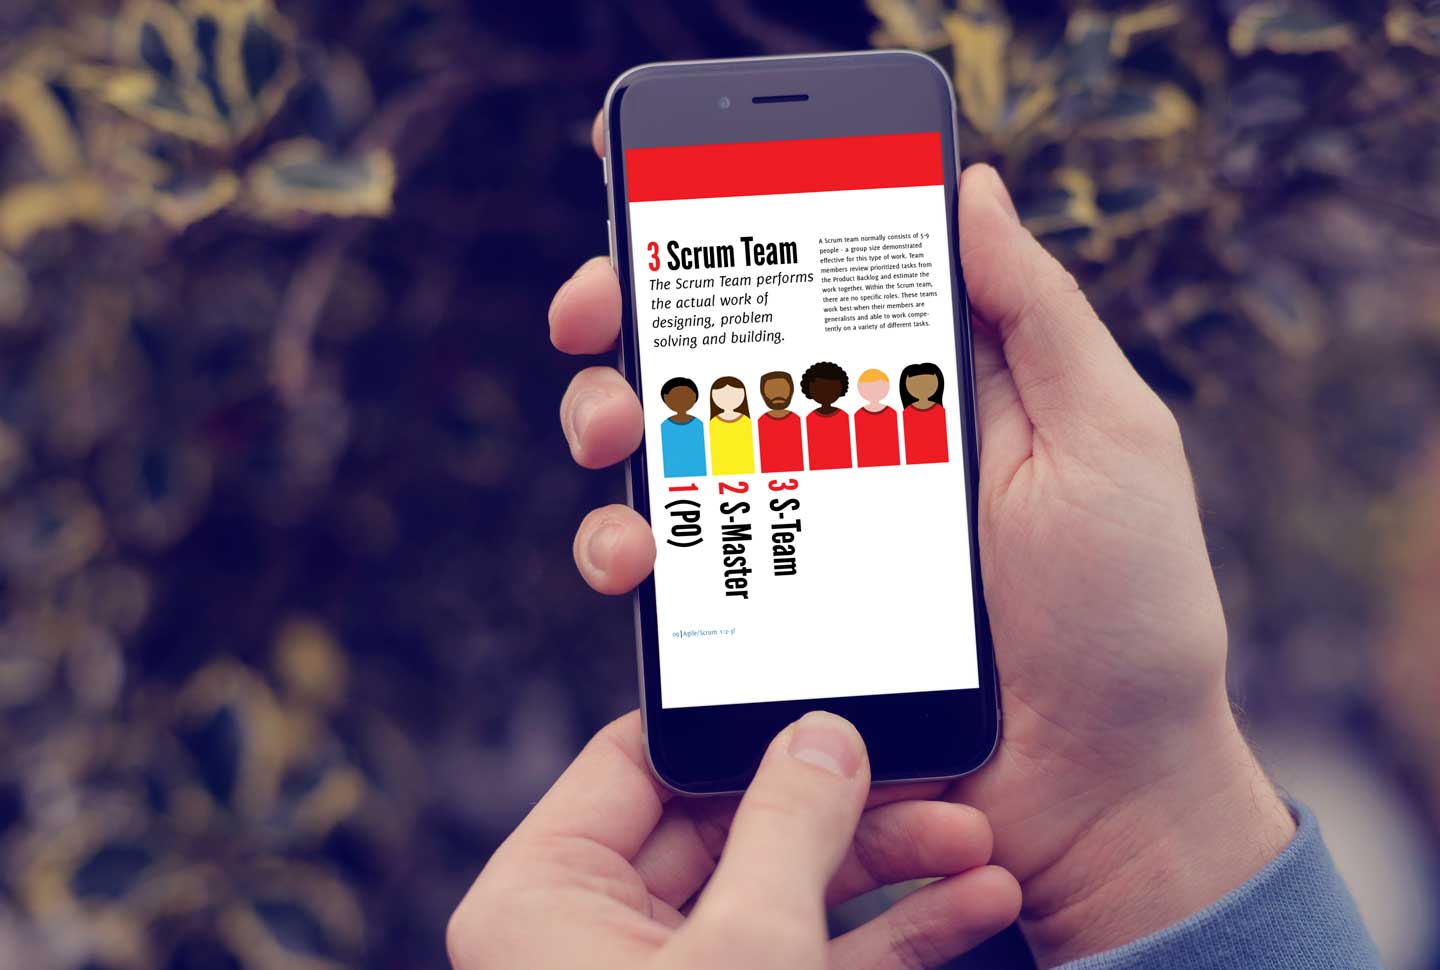 3 Scrum Team
The Scrum Team performs
the actual work of
designing, problem
solving and building.
A Scrum team normally consists of 5-9
people - a group size demonstrated
effective for this type of work. Team
members review prioritized tasks from
the Product Backlog and estimate the
work together. Within the Scrum team,
there are no specific roles. These teams
work best when their members are
generalists and able to work compe-
tently on a variety of different tasks.
1 (PO)
2 S-Master
3 S-Team
09|Agile/Scrum 1-2-3!